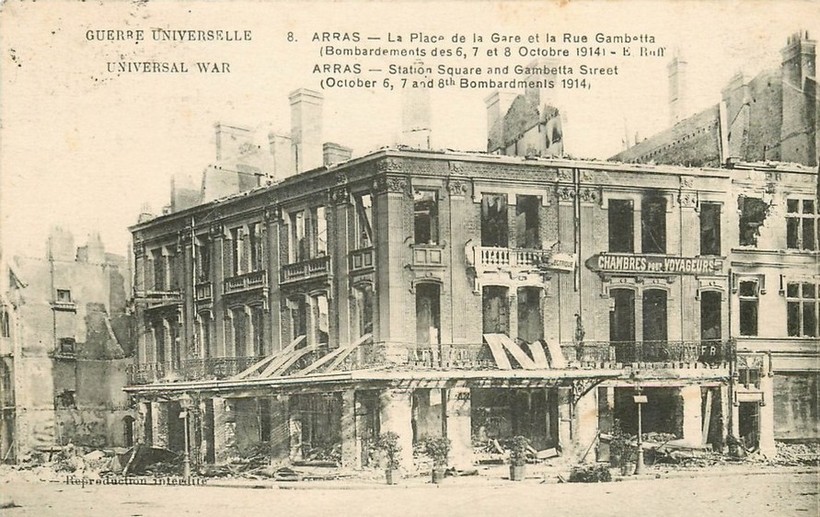 GUERRE UNIVERSELLE
UNIVERSAL WAR
8. ARRAS — La Place de la Gare et la Rue Gambetta
(Bombardements des 6, 7 et 8 Octobre 1914) - E. Ruff
ARRAS — Station Square and Gambetta Street
(October 6, 7 and 8th Bombardments 1914)
CHAMBRES POUR VOYAGEURS
Reproduction interdite